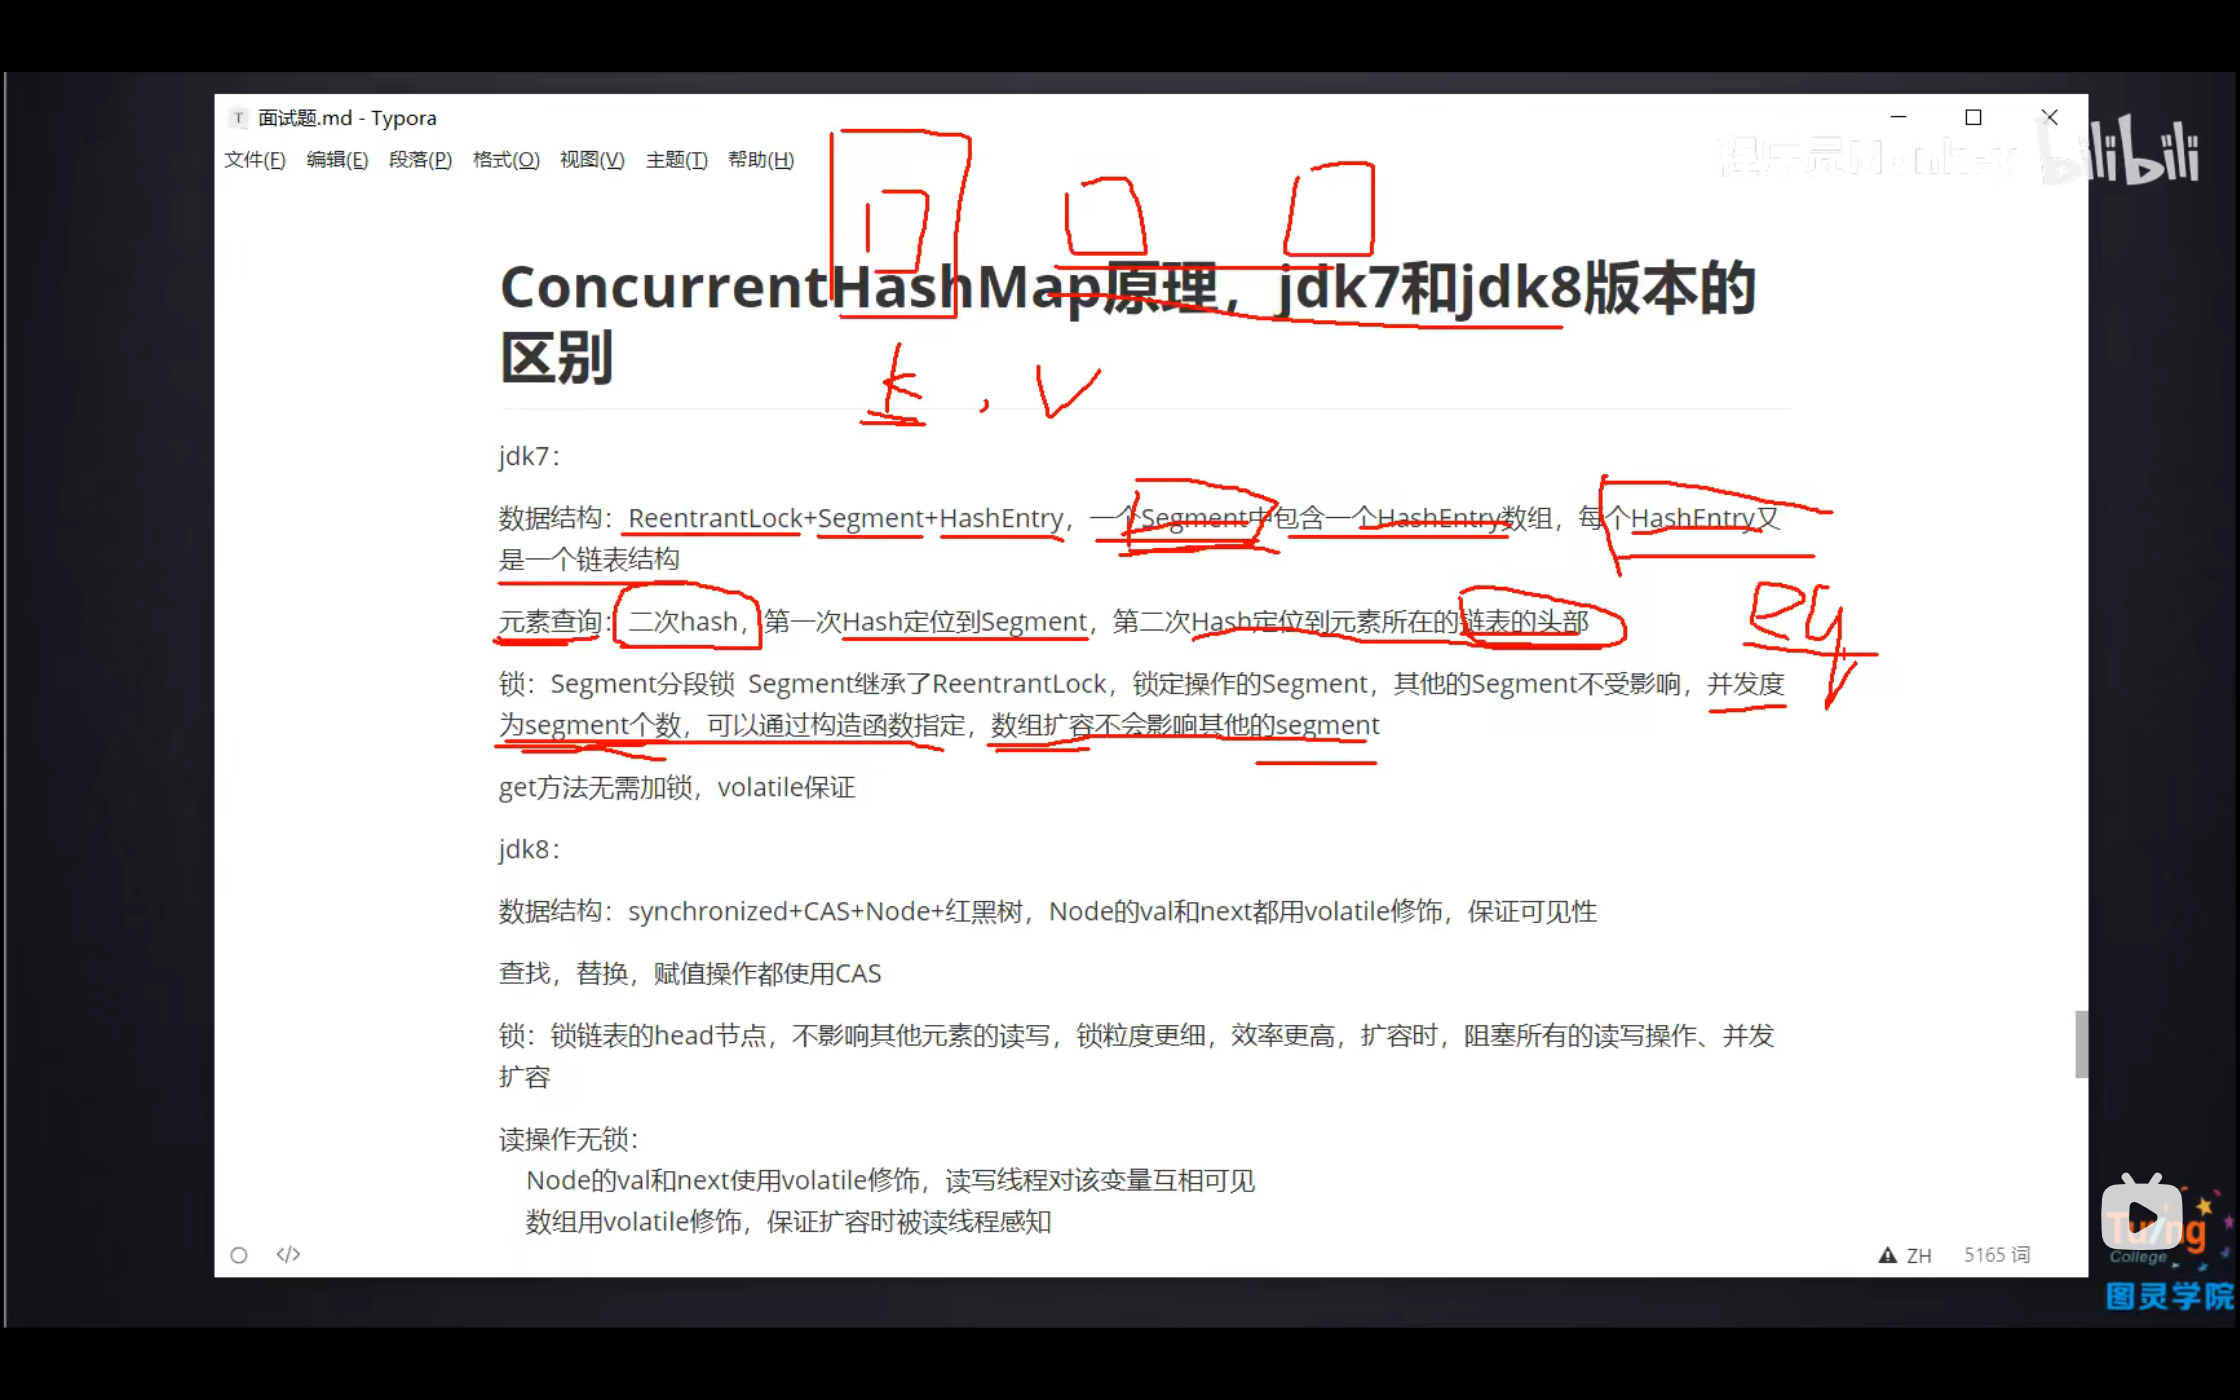 面试题.md - Typora
文件(F) 编辑(E) 段落(P) 格式(O) 视图(V) 主题(T) 帮助(H)
程序员Monkey bilibili
ConcurrentHashMap原理，jdk7和jdk8版本的
区别
k , v
jdk7：
数据结构：ReentrantLock+Segment+HashEntry，一个Segment中包含一个HashEntry数组，每个HashEntry又
是一个链表结构
元素查询：二次hash，第一次Hash定位到Segment，第二次Hash定位到元素所在的链表的头部
锁：Segment分段锁 Segment继承了ReentrantLock，锁定操作的Segment，其他的Segment不受影响，并发度
为segment个数，可以通过构造函数指定，数组扩容不会影响其他的segment
get方法无需加锁，volatile保证
jdk8：
数据结构：synchronized+CAS+Node+红黑树，Node的val和next都用volatile修饰，保证可见性
查找，替换，赋值操作都使用CAS
锁：锁链表的head节点，不影响其他元素的读写，锁粒度更细，效率更高，扩容时，阻塞所有的读写操作、并发
扩容
读操作无锁：
Node的val和next使用volatile修饰，读写线程对该变量互相可见
数组用volatile修饰，保证扩容时被读线程感知
ZH 5165 词
Turing
College
图灵学院